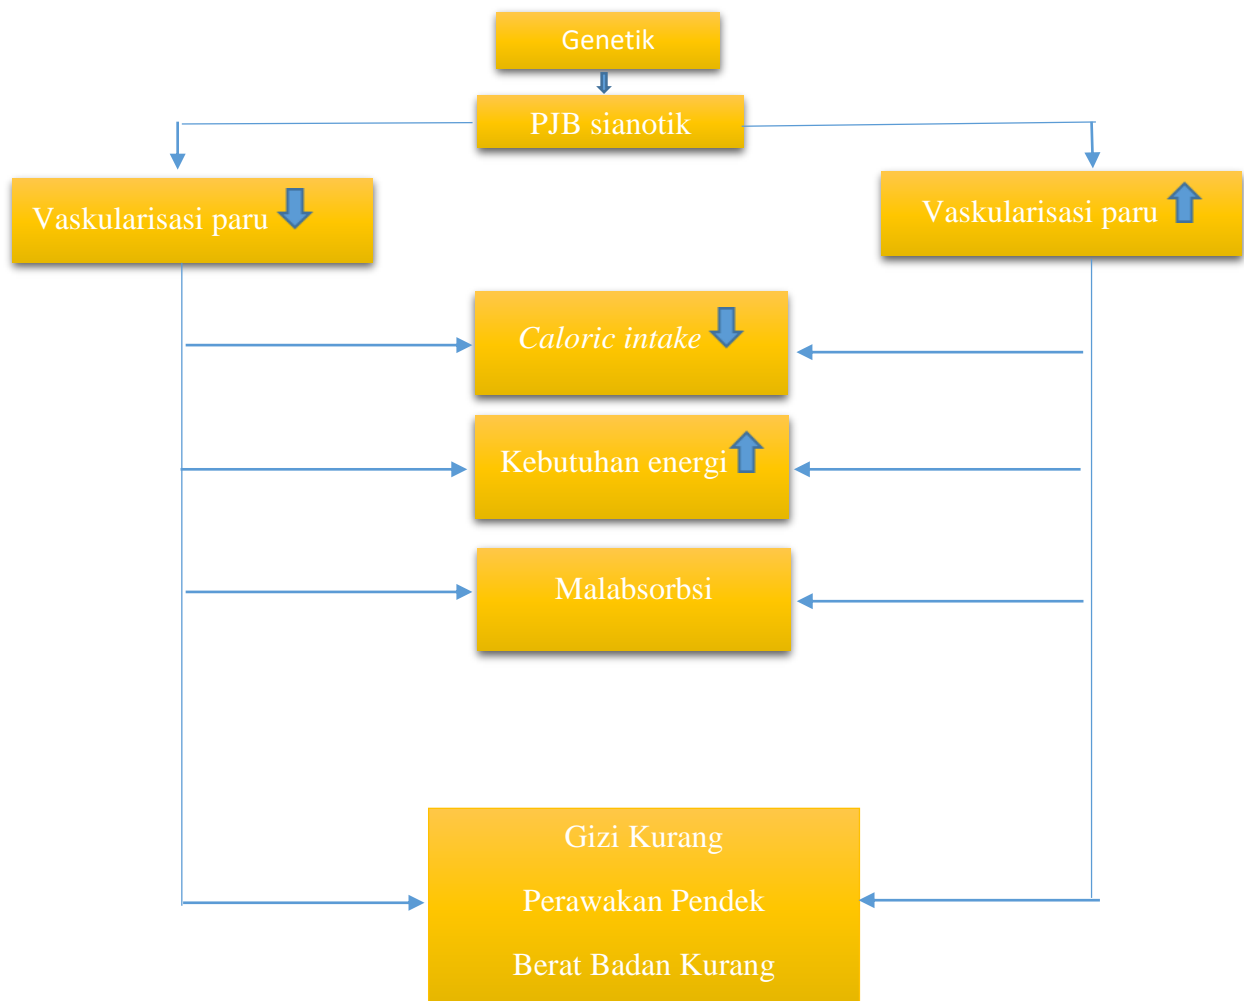 Genetik
PJB sianotik
Vaskularisasi paru
Vaskularisasi paru
Caloric intake
Kebutuhan energi
Malabsorbsi
Gizi Kurang
Perawakan Pendek
Berat Badan Kurang